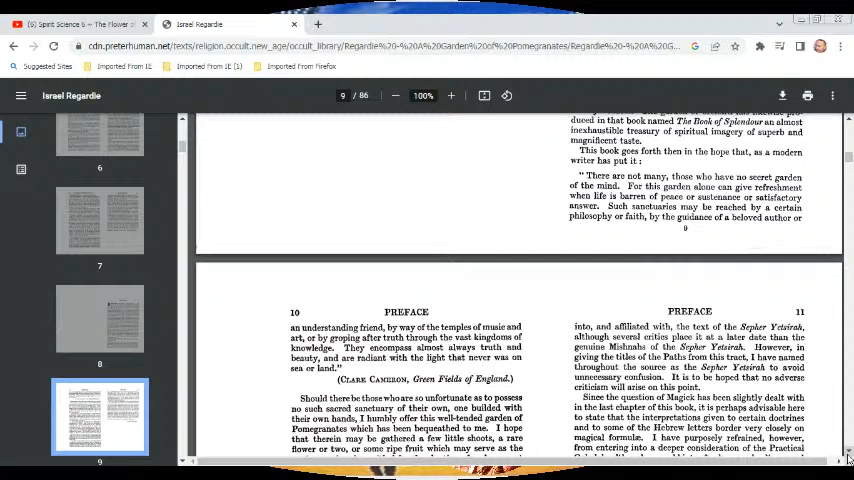 (6) Spirit Science 6 ~ The Flower o
Israel Regardie
cdn.preterhuman.net/texts/religion.occult.new_age/occult_library/Regardie%20-%20A%20Garden%20of%20Pomegranates/Regardie%20-%20A%20G...
Suggested Sites
Imported From IE
Imported From IE (1)
Imported From Firefox
Israel Regardie
9 / 86
100%
6
7
8
9
duced in that book named The Book of Splendour an almost
inexhaustible treasury of spiritual imagery of superb and
magnificent taste.
This book goes forth then in the hope that, as a modern
writer has put it :
" There are not many, those who have no secret garden
of the mind. For this garden alone can give refreshment
when life is barren of peace or sustenance or satisfactory
answer. Such sanctuaries may be reached by a certain
philosophy or faith, by the guidance of a beloved author or
9
10 PREFACE
an understanding friend, by way of the temples of music and
art, or by groping after truth through the vast kingdoms of
knowledge. They encompass almost always truth and
beauty, and are radiant with the light that never was on
sea or land."
(CLARE CAMERON, Green Fields of England.)
Should there be those who are so unfortunate as to possess
no such sacred sanctuary of their own, one builded with
their own hands, I humbly offer this well-tended garden of
Pomegranates which has been bequeathed to me. I hope
that therein may be gathered a few little shoots, a rare
flower or two, or some ripe fruit which may serve as the
PREFACE 11
into, and affiliated with, the text of the Sepher Yetsirah,
although several critics place it at a later date than the
genuine Mishnahs of the Sepher Yetsirah. However, in
giving the titles of the Paths from this tract, I have named
throughout the source as the Sepher Yetsirah to avoid
unnecessary confusion. It is to be hoped that no adverse
criticism will arise on this point.
Since the question of Magick has been slightly dealt with
in the last chapter of this book, it is perhaps advisable here
to state that the interpretations given to certain doctrines
and to some of the Hebrew letters border very closely on
magical formulæ. I have purposely refrained, however,
from entering into a deeper consideration of the Practical